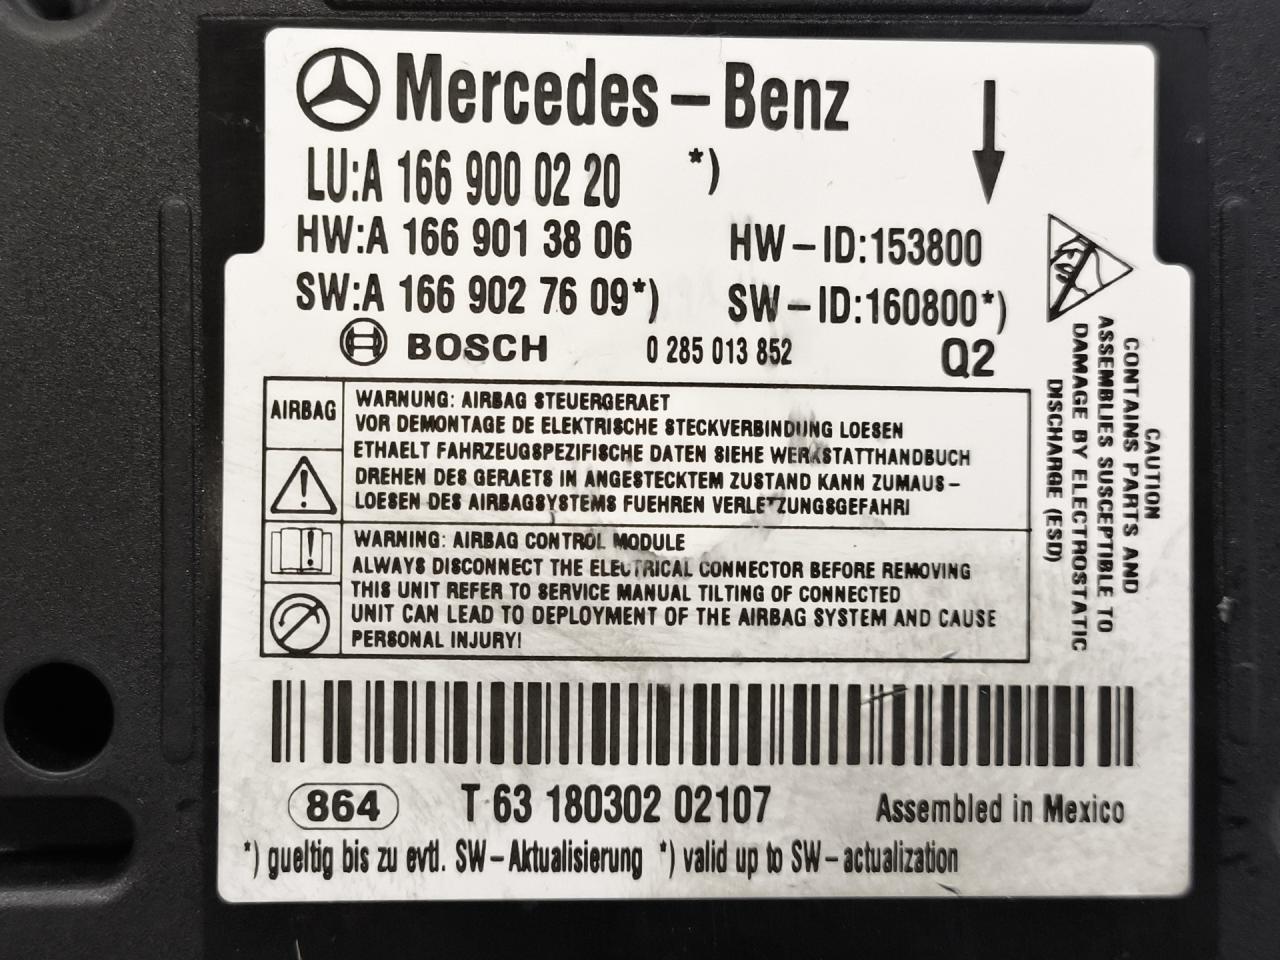 Mercedes-Benz
LU:A 166 900 02 20 *)
HW:A 166 901 38 06 HW-ID:153800
SW:A 166 902 76 09*) SW-ID:160800*)
BOSCH 0 285 013 852 Q2
AIRBAG
WARNUNG: AIRBAG STEUERGERAET
VOR DEMONTAGE DE ELEKTRISCHE STECKVERBINDUNG LOESEN
ETHAELT FAHRZEUGSPEZIFISCHE DATEN SIEHE WERKSTATTHANDBUCH
DREHEN DES GERAETS IN ANGESTECKTEM ZUSTAND KANN ZUMAUS-
LOESEN DES AIRBAGSYSTEMS FUEHREN VERLETZUNGSGEFAHR!
WARNING: AIRBAG CONTROL MODULE
ALWAYS DISCONNECT THE ELECTRICAL CONNECTOR BEFORE REMOVING
THIS UNIT REFER TO SERVICE MANUAL TILTING OF CONNECTED
UNIT CAN LEAD TO DEPLOYMENT OF THE AIRBAG SYSTEM AND CAUSE
PERSONAL INJURY!
CAUTION
CONTAINS PARTS AND
ASSEMBLIES SUSCEPTIBLE TO
DAMAGE BY ELECTROSTATIC
DISCHARGE (ESD)
864 T 63 180302 02107 Assembled in Mexico
*) gueltig bis zu evtl. SW-Aktualisierung *) valid up to SW-actualization